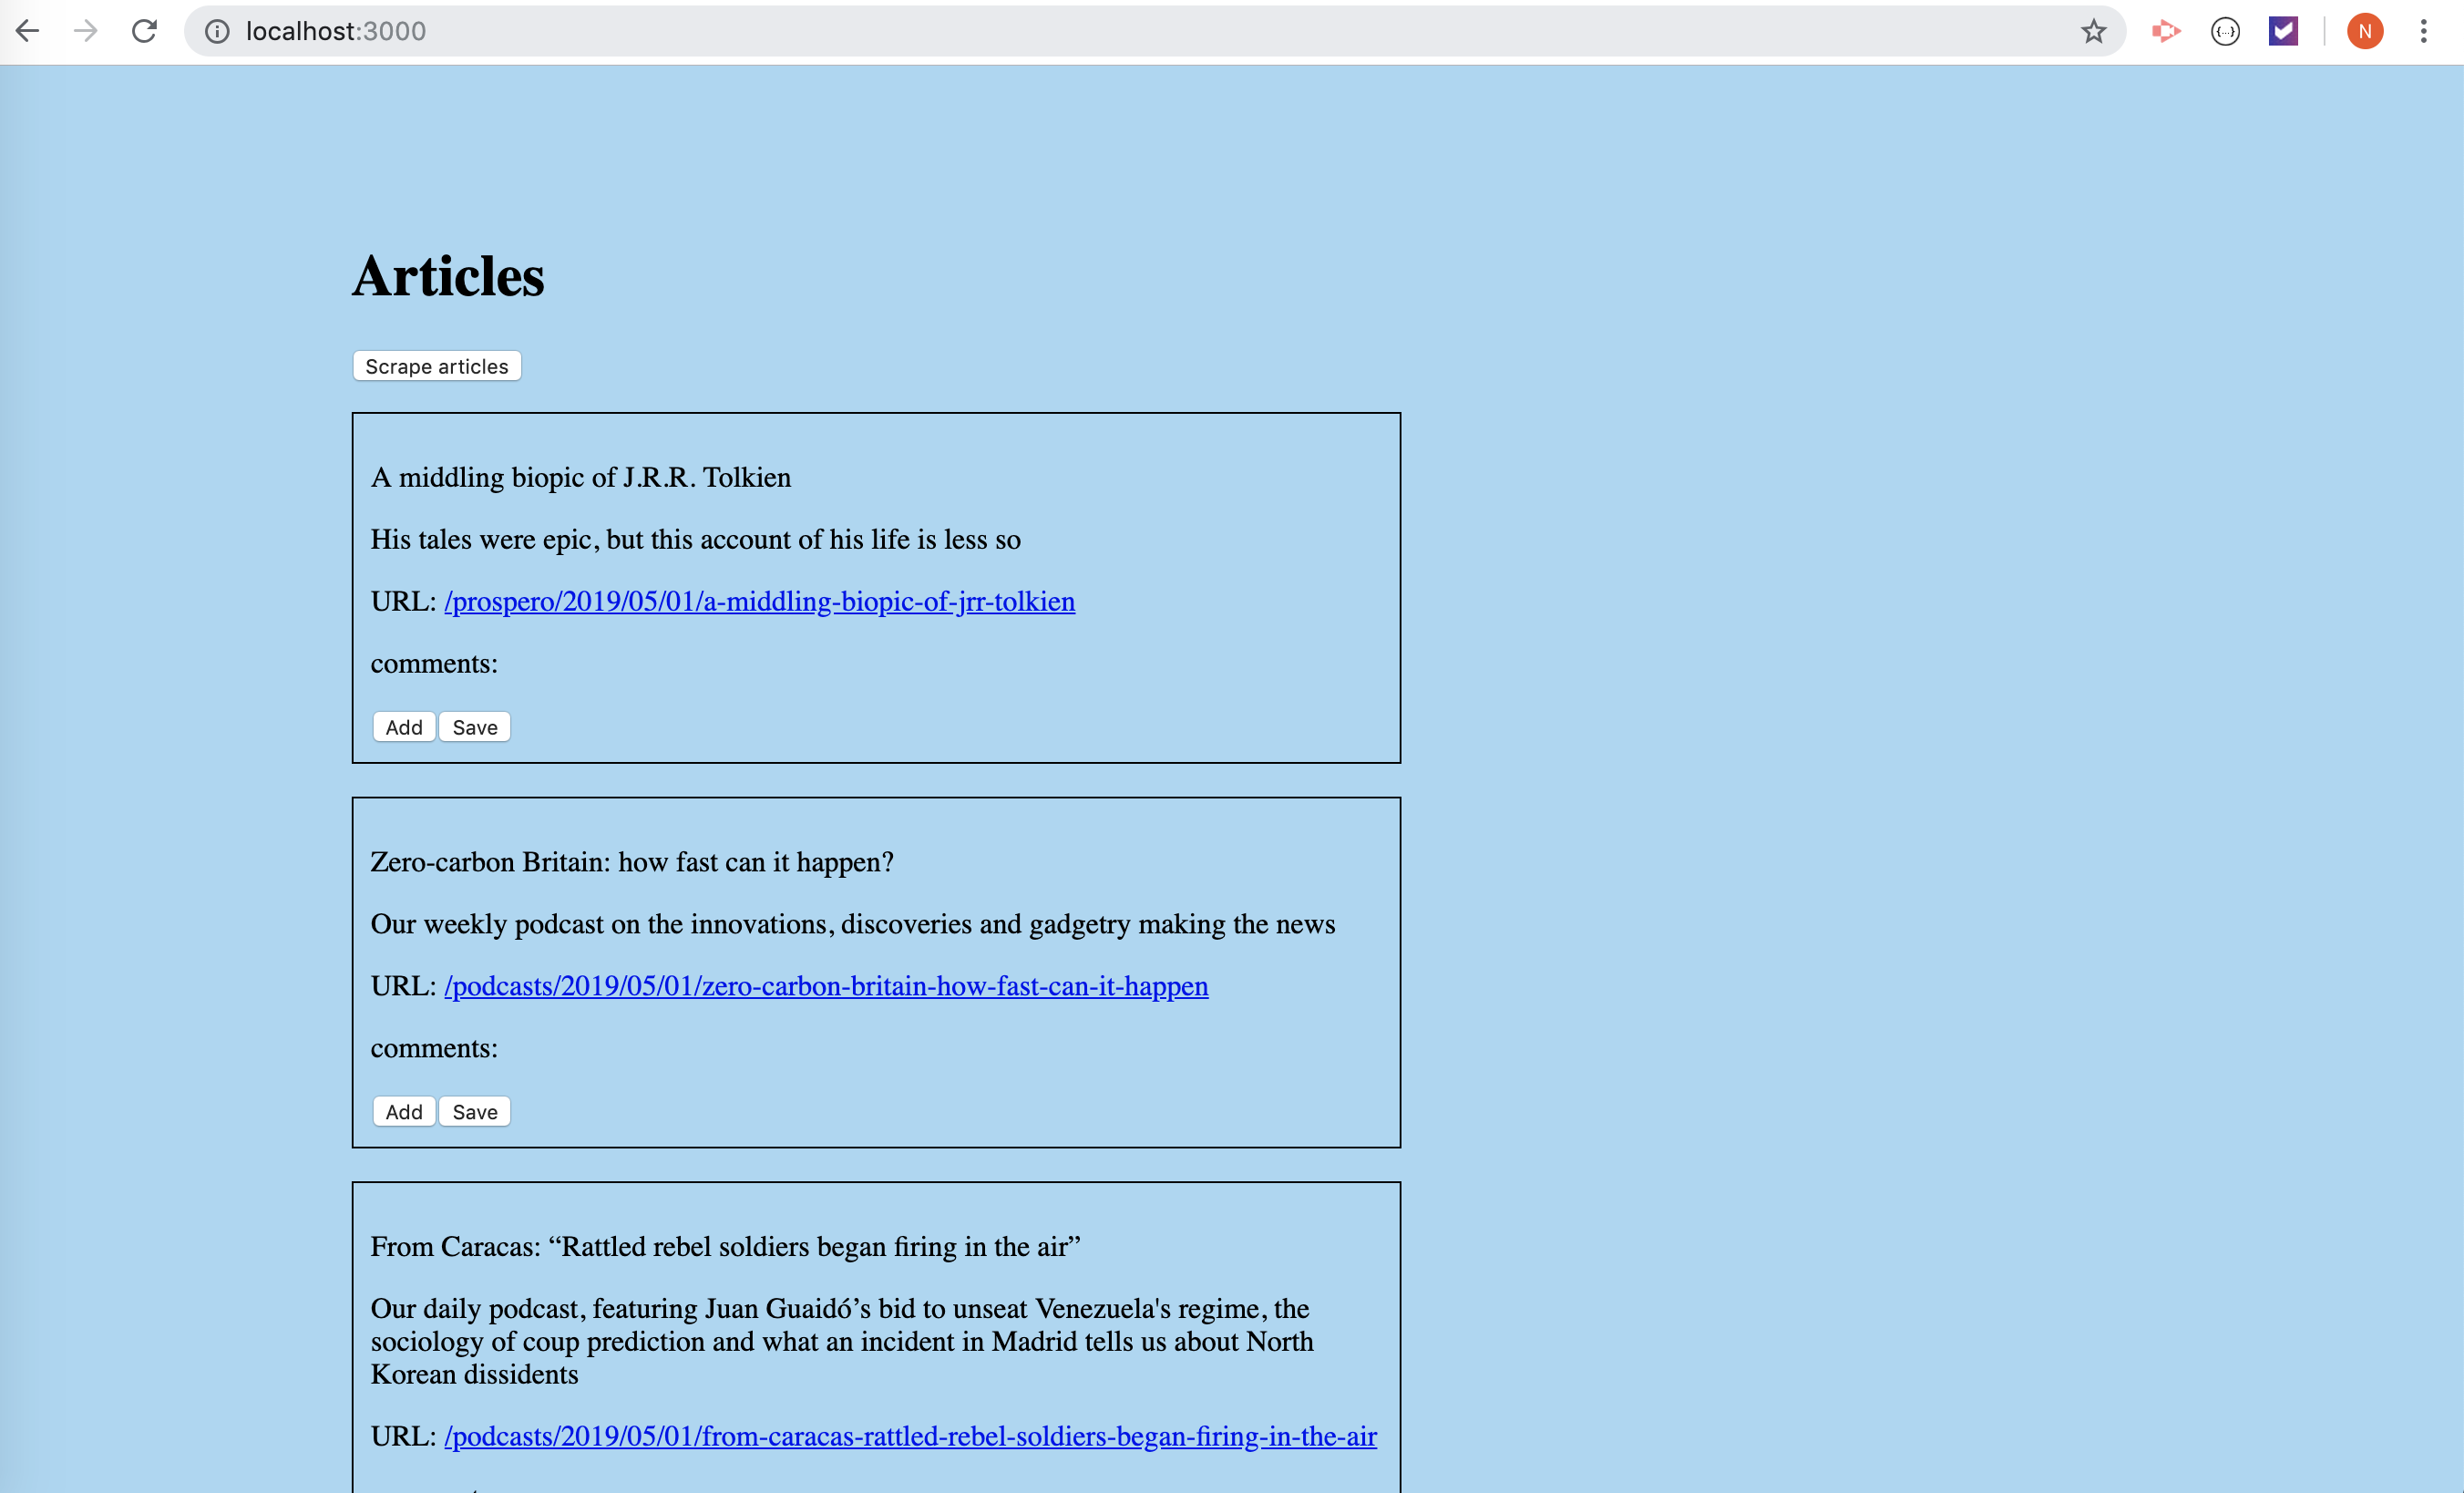 localhost:3000
N
Articles
Scrape articles
A middling biopic of J.R.R. Tolkien
His tales were epic, but this account of his life is less so
URL: /prospero/2019/05/01/a-middling-biopic-of-jrr-tolkien
comments:
Add Save
Zero-carbon Britain: how fast can it happen?
Our weekly podcast on the innovations, discoveries and gadgetry making the news
URL: /podcasts/2019/05/01/zero-carbon-britain-how-fast-can-it-happen
comments:
Add Save
From Caracas: “Rattled rebel soldiers began firing in the air”
Our daily podcast, featuring Juan Guaidó’s bid to unseat Venezuela's regime, the
sociology of coup prediction and what an incident in Madrid tells us about North
Korean dissidents
URL: /podcasts/2019/05/01/from-caracas-rattled-rebel-soldiers-began-firing-in-the-air